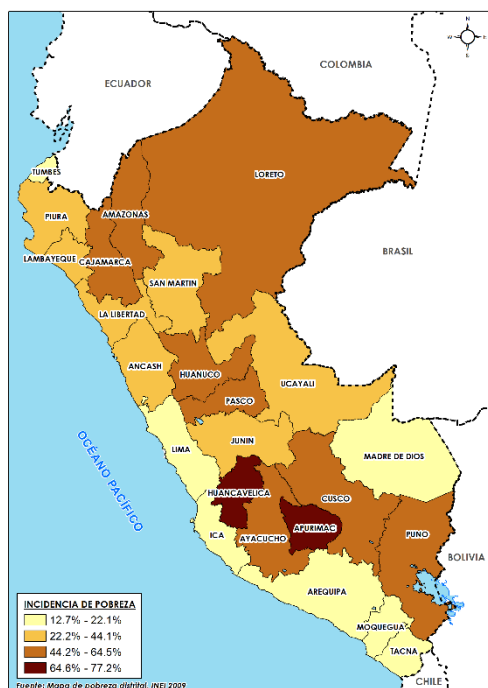 N
W
E
S
COLOMBIA
ECUADOR
TUMBES
LORETO
PIURA
AMAZONAS
BRASIL
LAMBAYEQUE
CAJAMARCA
SAN MARTIN
LA LIBERTAD
ANCASH
HUANUCO
UCAYALI
PASCO
OCÉANO PACÍFICO
LIMA
JUNIN
MADRE DE DIOS
HUANCAVELICA
CUSCO
ICA
AYACUCHO
APURIMAC
PUNO
BOLIVIA
AREQUIPA
MOQUEGUA
TACNA
CHILE
INCIDENCIA DE POBREZA
12.7% - 22.1%
22.2% - 44.1%
44.2% - 64.5%
64.6% - 77.2%
Fuente: Mapa de pobreza distrital, INEI 2009